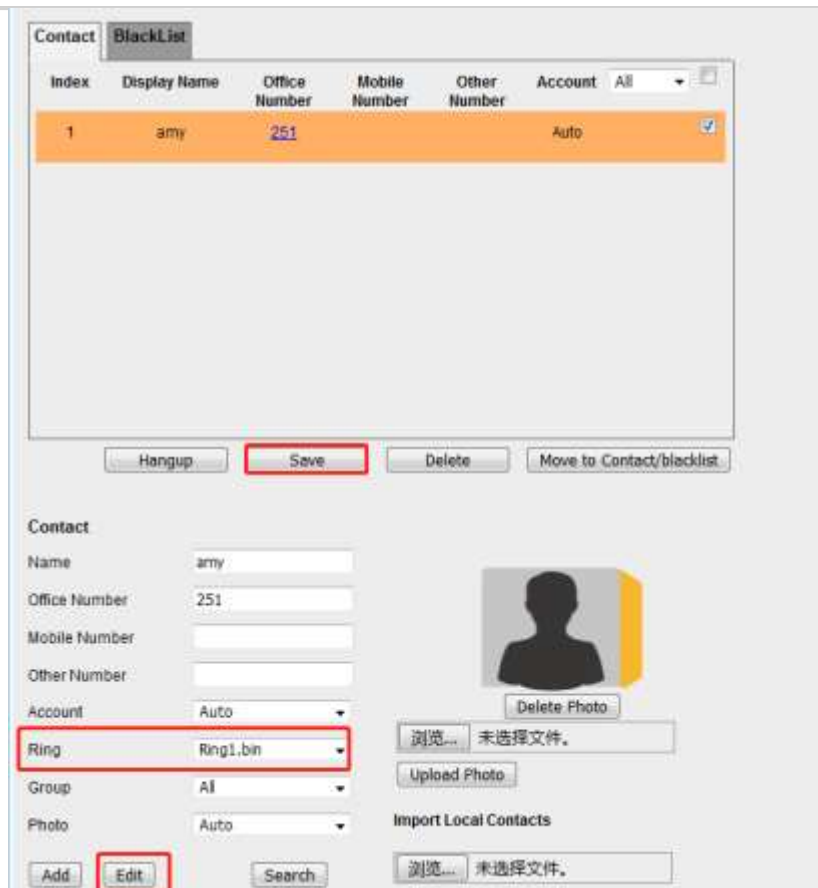 Contact BlackList
Index Display Name Office Number Mobile Number Other Number Account All
1 amy 251 Auto
Hangup Save Delete Move to Contact/blacklist
Contact
Name amy
Office Number 251
Mobile Number
Other Number
Account Auto
Delete Photo
Ring Ring1.bin
浏览... 未选择文件。
Upload Photo
Group All
Photo Auto
Import Local Contacts
Add Edit Search
浏览... 未选择文件。